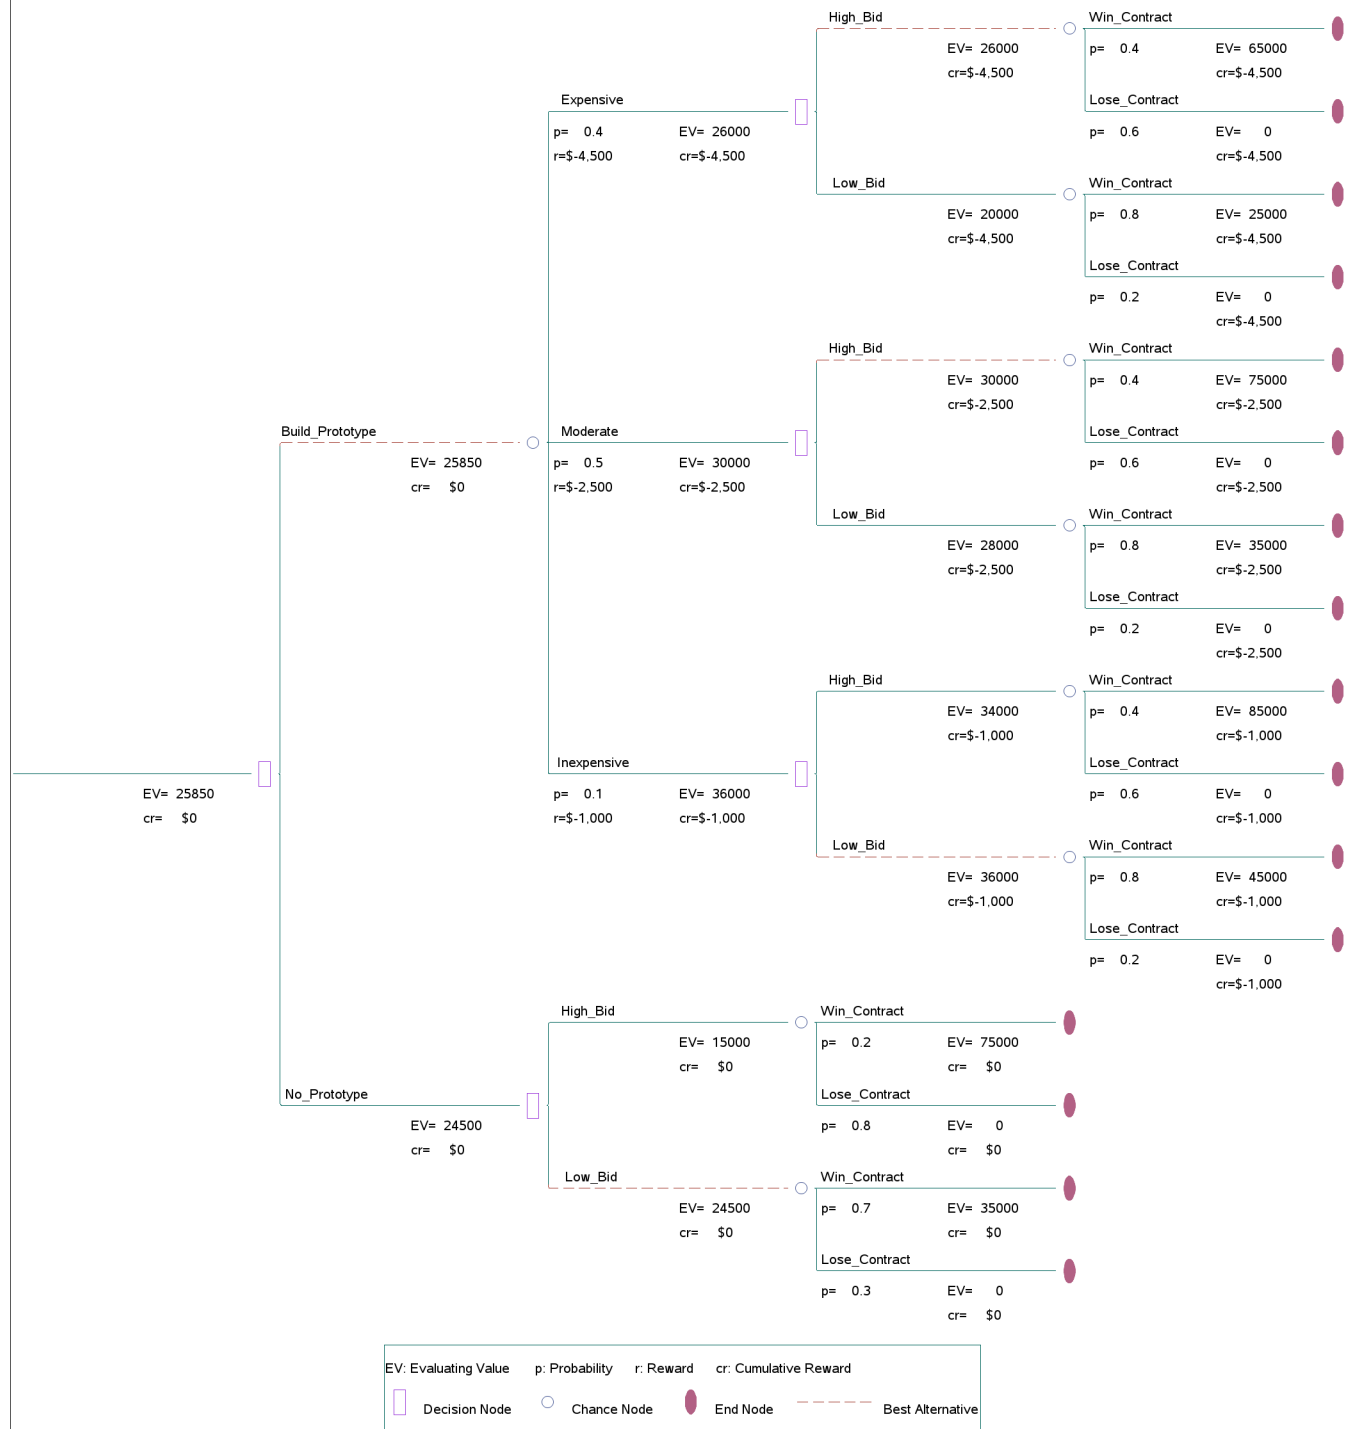 High_Bid Win_Contract
EV= 26000 p= 0.4 EV= 65000
cr=$-4,500 cr=$-4,500
Expensive Lose_Contract
p= 0.4 EV= 26000 p= 0.6 EV= 0
r=$-4,500 cr=$-4,500 cr=$-4,500
Low_Bid Win_Contract
EV= 20000 p= 0.8 EV= 25000
cr=$-4,500 cr=$-4,500
Lose_Contract
p= 0.2 EV= 0
cr=$-4,500
High_Bid Win_Contract
EV= 30000 p= 0.4 EV= 75000
cr=$-2,500 cr=$-2,500
Build_Prototype Moderate Lose_Contract
EV= 25850 p= 0.5 EV= 30000 p= 0.6 EV= 0
cr= $0 r=$-2,500 cr=$-2,500 cr=$-2,500
Low_Bid Win_Contract
EV= 28000 p= 0.8 EV= 35000
cr=$-2,500 cr=$-2,500
Lose_Contract
p= 0.2 EV= 0
cr=$-2,500
High_Bid Win_Contract
EV= 34000 p= 0.4 EV= 85000
cr=$-1,000 cr=$-1,000
Inexpensive Lose_Contract
EV= 25850 p= 0.1 EV= 36000 p= 0.6 EV= 0
cr= $0 r=$-1,000 cr=$-1,000 cr=$-1,000
Low_Bid Win_Contract
EV= 36000 p= 0.8 EV= 45000
cr=$-1,000 cr=$-1,000
Lose_Contract
p= 0.2 EV= 0
cr=$-1,000
High_Bid Win_Contract
EV= 15000 p= 0.2 EV= 75000
cr= $0 cr= $0
No_Prototype Lose_Contract
EV= 24500 p= 0.8 EV= 0
cr= $0 cr= $0
Low_Bid Win_Contract
EV= 24500 p= 0.7 EV= 35000
cr= $0 cr= $0
Lose_Contract
p= 0.3 EV= 0
cr= $0
EV: Evaluating Value p: Probability r: Reward cr: Cumulative Reward
Decision Node Chance Node End Node Best Alternative